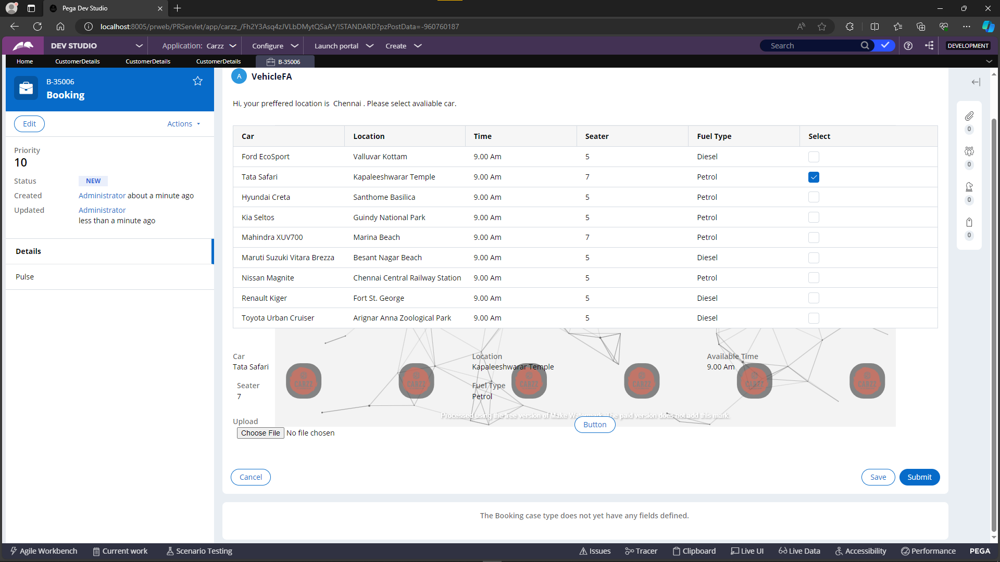 Pega Dev Studio
localhost:8005/prweb/PRServlet/app/carzz_/Fh2Y3Asq4zJVLbDMytQSaA*/!STANDARD?pzPostData=-960760187
DEV STUDIO Application: Carzz Configure Launch portal Create Search DEVELOPMENT
Home CustomerDetails CustomerDetails CustomerDetails B-35006
B-35006
Booking
Edit Actions
Priority
10
Status NEW
Created Administrator about a minute ago
Updated Administrator
less than a minute ago
Details
Pulse
A VehicleFA
Hi, your preffered location is Chennai . Please select avaliable car.
Car Location Time Seater Fuel Type Select
Ford EcoSport Valluvar Kottam 9.00 Am 5 Diesel
Tata Safari Kapaleeshwarar Temple 9.00 Am 7 Petrol
Hyundai Creta Santhome Basilica 9.00 Am 5 Petrol
Kia Seltos Guindy National Park 9.00 Am 5 Petrol
Mahindra XUV700 Marina Beach 9.00 Am 7 Petrol
Maruti Suzuki Vitara Brezza Besant Nagar Beach 9.00 Am 5 Diesel
Nissan Magnite Chennai Central Railway Station 9.00 Am 5 Petrol
Renault Kiger Fort St. George 9.00 Am 5 Diesel
Toyota Urban Cruiser Arignar Anna Zoological Park 9.00 Am 5 Diesel
Car Location Available Time
Tata Safari Kapaleeshwarar Temple 9.00 Am
CARZZ CARZZ CARZZ CARZZ CARZZ CARZZ
Seater Fuel Type
7 Petrol
Processed using the free version of Make Watermark. The paid version does not add this mark.
Upload Button
Choose File No file chosen
Cancel Save Submit
The Booking case type does not yet have any fields defined.
0
0
0
0
Agile Workbench Current work Scenario Testing Issues Tracer Clipboard Live UI Live Data Accessibility Performance PEGA